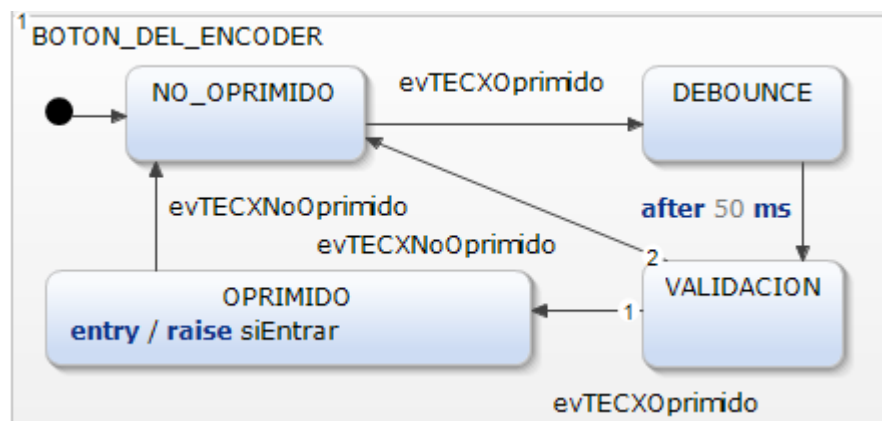 1
BOTON_DEL_ENCODER
NO_OPRIMIDO
evTECXOprimido
DEBOUNCE
evTECXNoOprimido
after 50 ms
evTECXNoOprimido
2
VALIDACION
OPRIMIDO
entry / raise siEntrar
1
evTECXOprimido